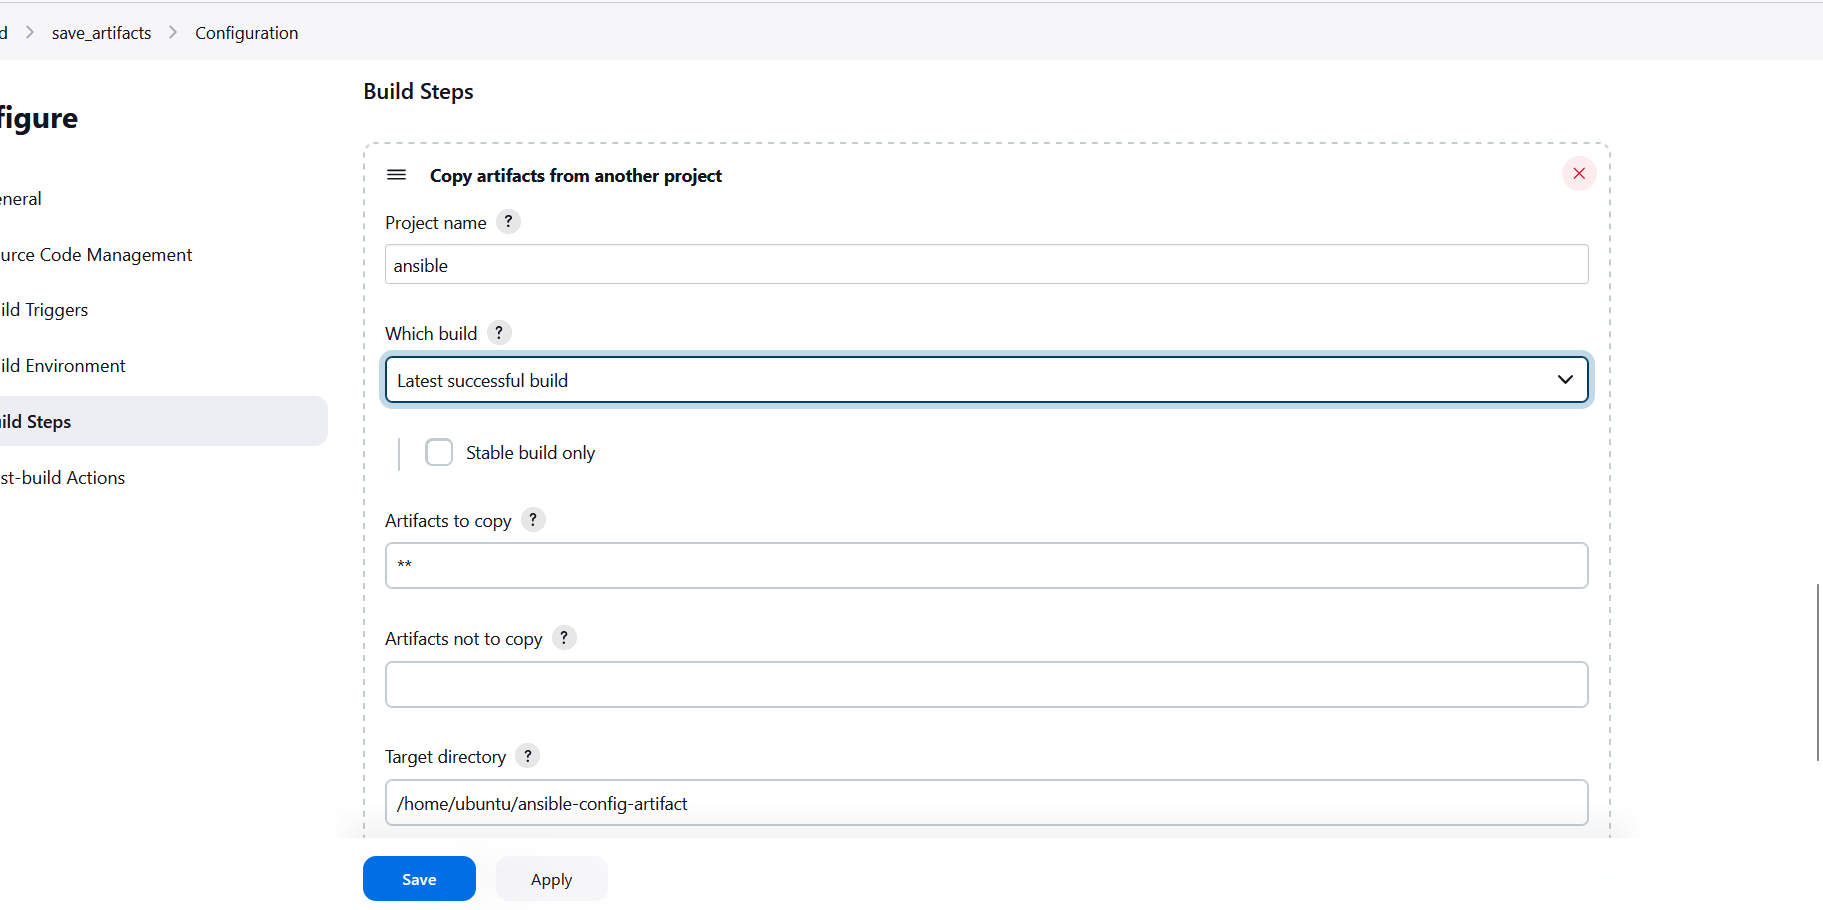 d > save_artifacts > Configuration
figure
eneral
urce Code Management
ild Triggers
ild Environment
ild Steps
st-build Actions
Build Steps
Copy artifacts from another project
Project name ?
ansible
Which build ?
Latest successful build
Stable build only
Artifacts to copy ?
**
Artifacts not to copy ?
Target directory ?
/home/ubuntu/ansible-config-artifact
Save Apply